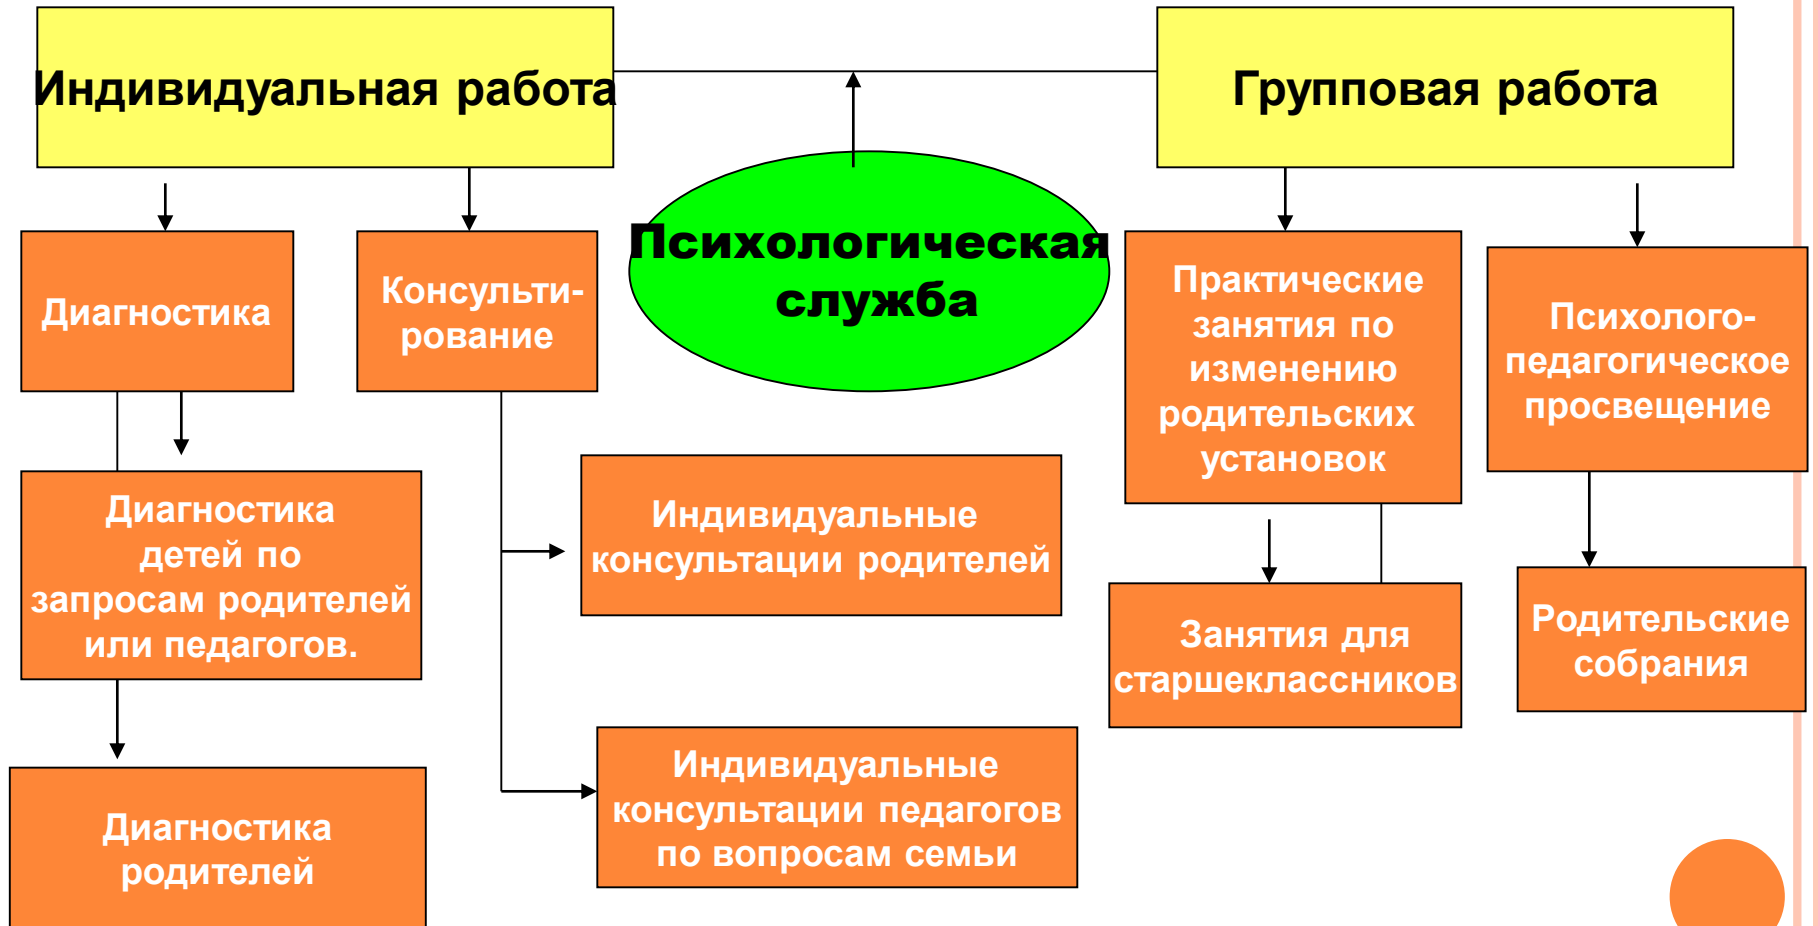 Индивидуальная работа
Групповая работа
Психологическая
служба
Диагностика
Консульти-
рование
Практические
занятия по
изменению
родительских
установок
Психолого-
педагогическое
просвещение
Диагностика
детей по
запросам родителей
или педагогов.
Индивидуальные
консультации родителей
Занятия для
старшеклассников
Родительские
собрания
Диагностика
родителей
Индивидуальные
консультации педагогов
по вопросам семьи